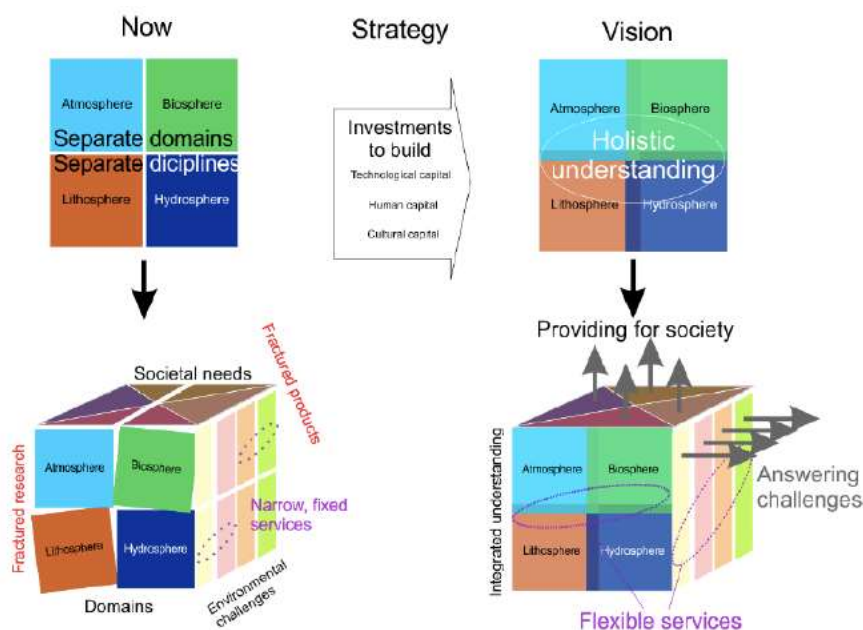 Now
Strategy
Vision
Atmosphere
Biosphere
Separate domains
Separate diciplines
Lithosphere
Hydrosphere
Investments
to build
Technological capital
Human capital
Cultural capital
Atmosphere
Biosphere
Holistic
understanding
Lithosphere
Hydrosphere
Societal needs
Fractured products
Fractured research
Atmosphere
Biosphere
Lithosphere
Hydrosphere
Narrow, fixed
services
Domains
Environmental
challenges
Providing for society
Integrated understanding
Atmosphere
Biosphere
Lithosphere
Hydrosphere
Answering
challenges
Flexible services